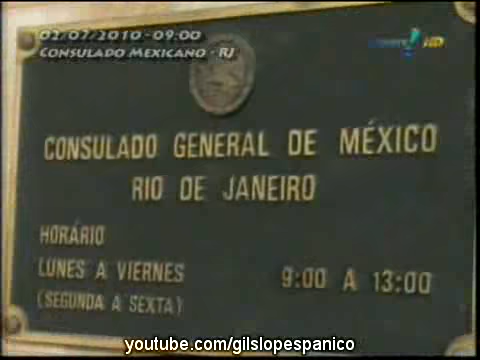 02/07/2010 - 09:00
CONSULADO MEXICANO - RJ
HD
CONSULADO GENERAL DE MÉXICO
RIO DE JANEIRO
HORÁRIO
LUNES A VIERNES 9:00 A 13:00
(SEGUNDA A SEXTA)
youtube.com/gilslopespanico